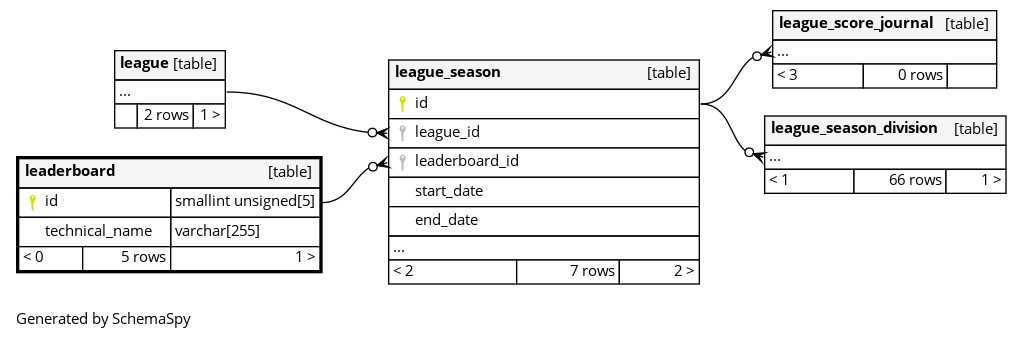 league [table]
...
2 rows 1 >
leaderboard [table]
id smallint unsigned[5]
technical_name varchar[255]
< 0 5 rows 1 >
league_season [table]
id
league_id
leaderboard_id
start_date
end_date
...
< 2 7 rows 2 >
league_score_journal [table]
...
< 3 0 rows
league_season_division [table]
...
< 1 66 rows 1 >
Generated by SchemaSpy